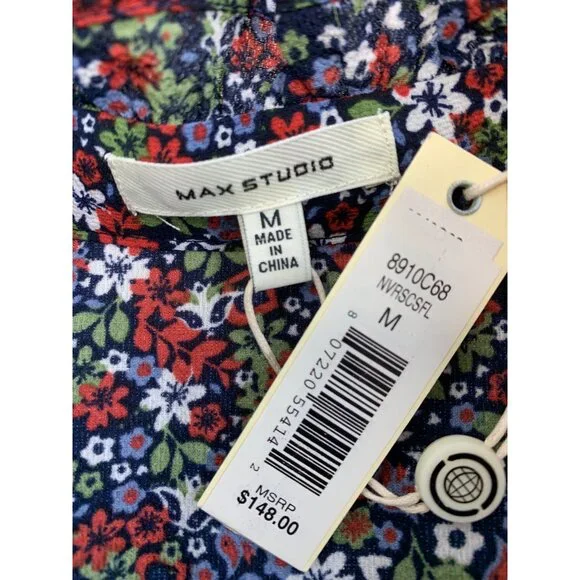 MAX STUDIO
M
MADE
IN
CHINA
8910C68
NVRSCSFL
M
8 07220 55414 2
MSRP
$148.00